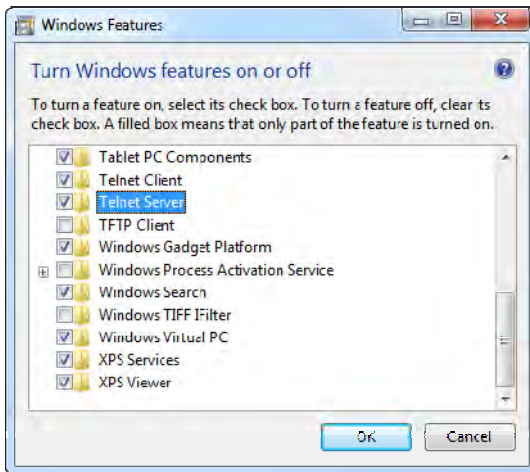 Windows Features
Turn Windows features on or off
To turn a feature on, select its check box. To turn a feature off, clear its
check box. A filled box means that only part of the feature is turned on.
Tablet PC Components
Telnet Client
Telnet Server
TFTP Client
Windows Gadget Platform
Windows Process Activation Service
Windows Search
Windows TIFF IFilter
Windows Virtual PC
XPS Services
XPS Viewer
OK
Cancel